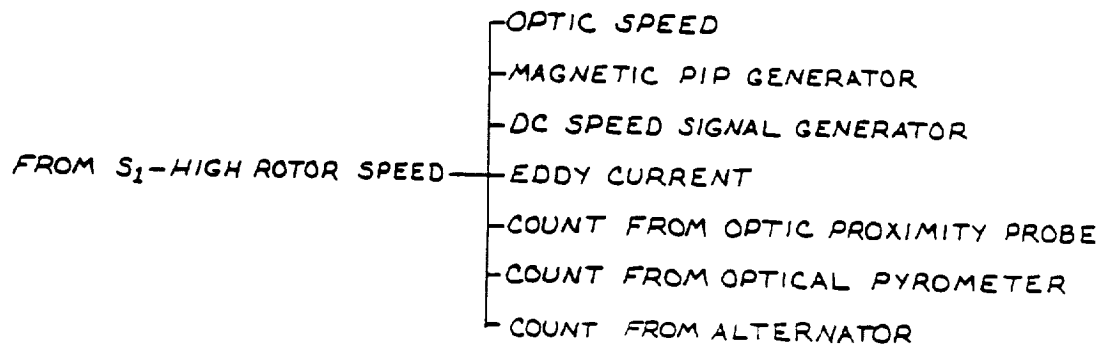 OPTIC SPEED
MAGNETIC PIP GENERATOR
DC SPEED SIGNAL GENERATOR
FROM S1-HIGH ROTOR SPEED
EDDY CURRENT
COUNT FROM OPTIC PROXIMITY PROBE
COUNT FROM OPTICAL PYROMETER
COUNT FROM ALTERNATOR